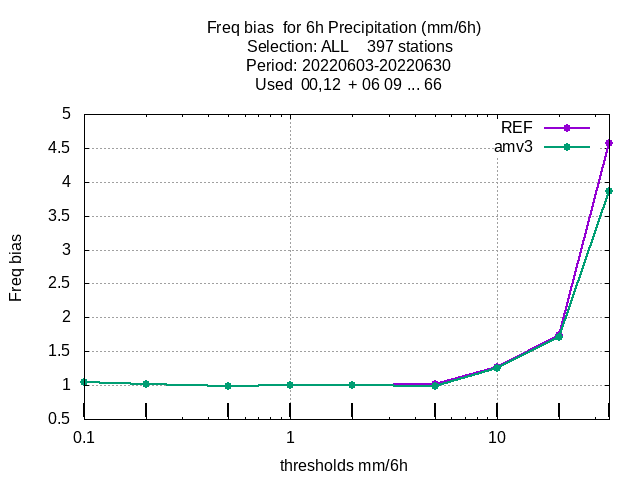 Freq bias  for 6h Precipitation (mm/6h)
Selection: ALL    397 stations
Period: 20220603-20220630
Used  00,12  + 06 09 ... 66
REF
amv3
5
4.5
4
3.5
3
2.5
2
1.5
1
0.5
Freq bias
0.1 1 10
thresholds mm/6h